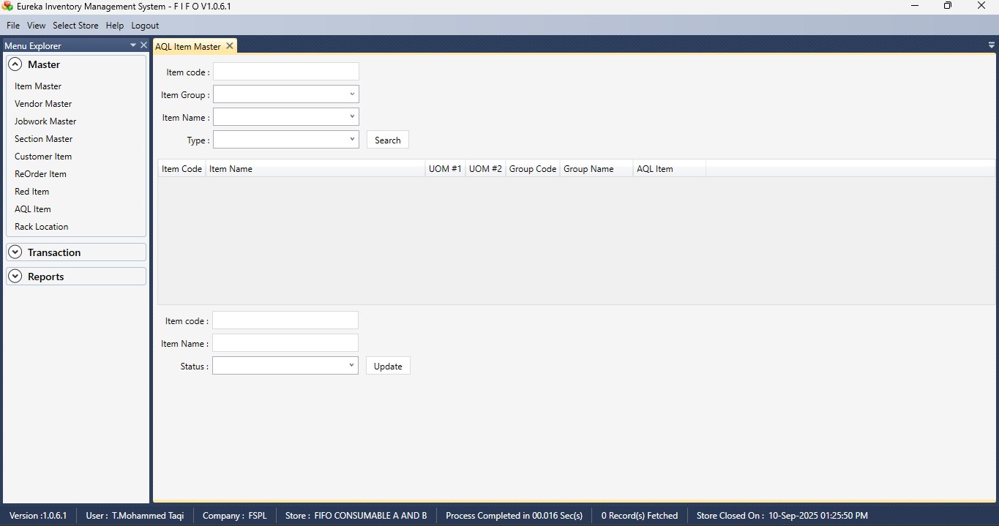 Eureka Inventory Management System - F I F O V1.0.6.1
File View Select Store Help Logout
Menu Explorer
Master
Item Master
Vendor Master
Jobwork Master
Section Master
Customer Item
ReOrder Item
Red Item
AQL Item
Rack Location
Transaction
Reports
AQL Item Master
Item code :
Item Group :
Item Name :
Type : Search
Item Code Item Name UOM #1 UOM #2 Group Code Group Name AQL Item
Item code :
Item Name :
Status : Update
Version :1.0.6.1 User : T.Mohammed Taqi Company : FSPL Store : FIFO CONSUMABLE A AND B Process Completed in 00.016 Sec(s) 0 Record(s) Fetched Store Closed On : 10-Sep-2025 01:25:50 PM